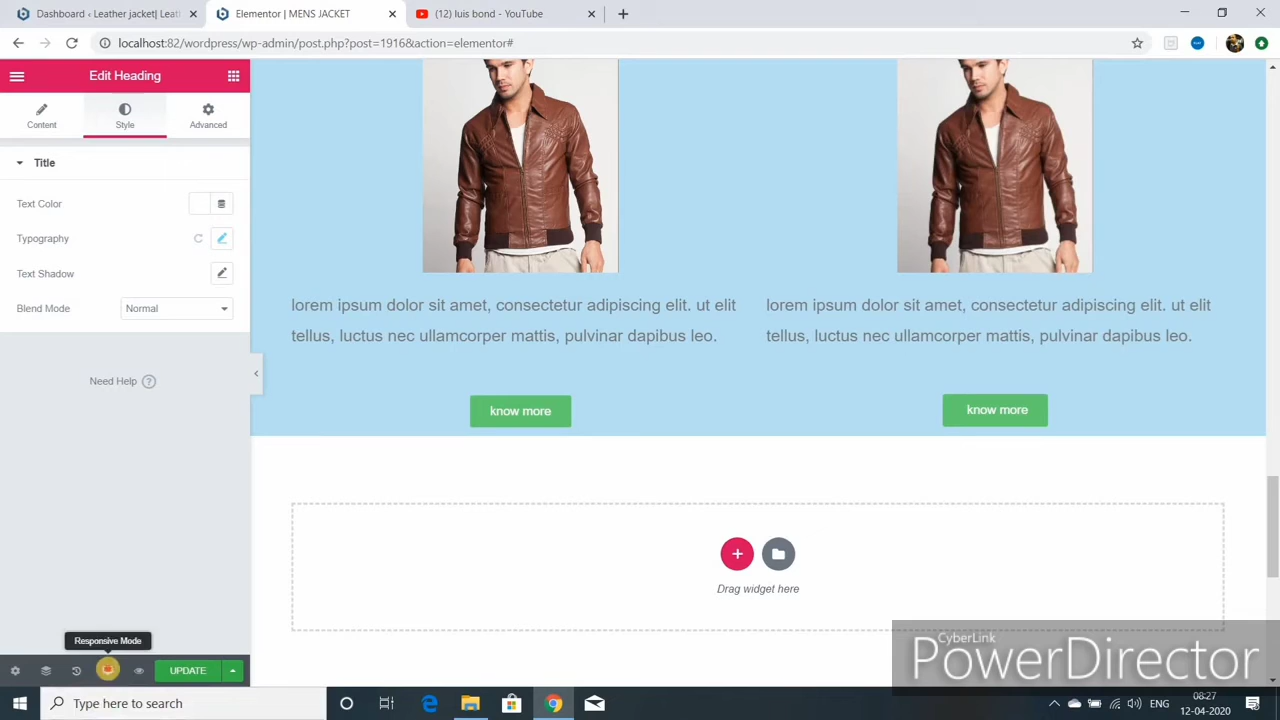 Dashboard ‹ Leather jacket| Leath
Elementor | MENS JACKET
(12) luis bond - YouTube
localhost:82/wordpress/wp-admin/post.php?post=1916&action=elementor#
Edit Heading
Content
Style
Advanced
Title
Text Color
Typography
Text Shadow
Blend Mode
Normal
Need Help
lorem ipsum dolor sit amet, consectetur adipiscing elit. ut elit
tellus, luctus nec ullamcorper mattis, pulvinar dapibus leo.
know more
lorem ipsum dolor sit amet, consectetur adipiscing elit. ut elit
tellus, luctus nec ullamcorper mattis, pulvinar dapibus leo.
know more
Drag widget here
Responsive Mode
UPDATE
CyberLink
PowerDirector
Type here to search
ENG
08:27
12-04-2020